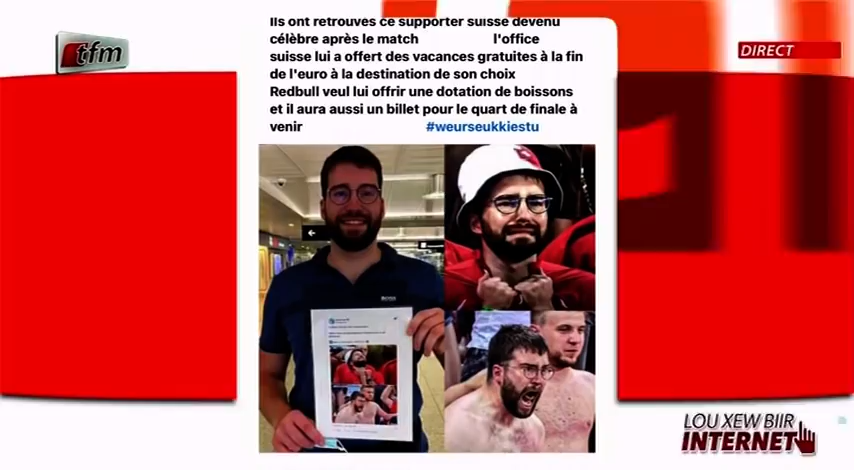 tfm
DIRECT
Ils ont retrouvés ce supporter suisse devenu
célèbre après le match l'office
suisse lui a offert des vacances gratuites à la fin
de l'euro à la destination de son choix
Redbull veul lui offrir une dotation de boissons
et il aura aussi un billet pour le quart de finale à
venir #weurseukkiestu
BOSS
LOU XEW BIIR
INTERNET